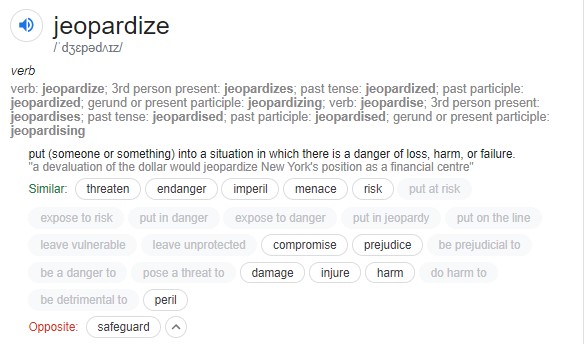 jeopardize
/ˈdʒɛpədʌɪz/
verb
verb: jeopardize; 3rd person present: jeopardizes; past tense: jeopardized; past participle:
jeopardized; gerund or present participle: jeopardizing; verb: jeopardise; 3rd person present:
jeopardises; past tense: jeopardised; past participle: jeopardised; gerund or present participle:
jeopardising
put (someone or something) into a situation in which there is a danger of loss, harm, or failure.
"a devaluation of the dollar would jeopardize New York's position as a financial centre"
Similar: threaten endanger imperil menace risk put at risk
expose to risk put in danger expose to danger put in jeopardy put on the line
leave vulnerable leave unprotected compromise prejudice be prejudicial to
be a danger to pose a threat to damage injure harm do harm to
be detrimental to peril
Opposite: safeguard